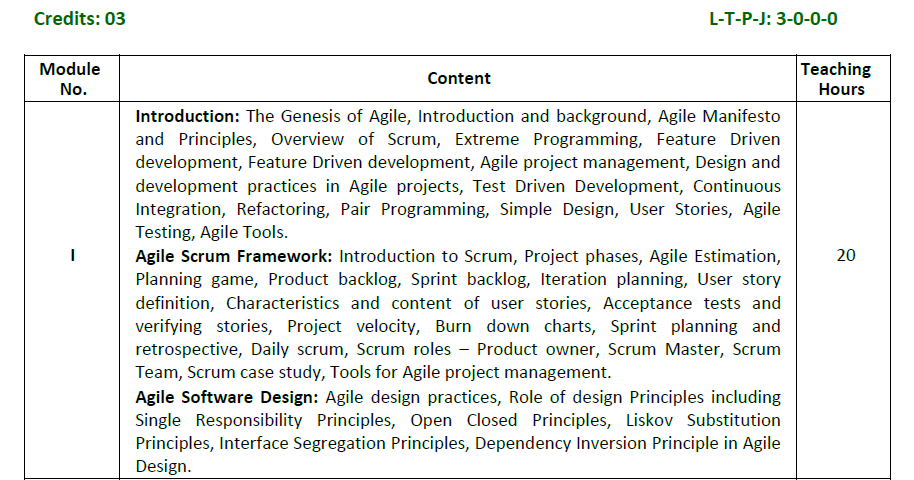 Credits: 03
L-T-P-J: 3-0-0-0
Module No.
Content
Teaching Hours
Introduction: The Genesis of Agile, Introduction and background, Agile Manifesto
and Principles, Overview of Scrum, Extreme Programming, Feature Driven
development, Feature Driven development, Agile project management, Design and
development practices in Agile projects, Test Driven Development, Continuous
Integration, Refactoring, Pair Programming, Simple Design, User Stories, Agile
Testing, Agile Tools.
I
Agile Scrum Framework: Introduction to Scrum, Project phases, Agile Estimation,
20
Planning game, Product backlog, Sprint backlog, Iteration planning, User story
definition, Characteristics and content of user stories, Acceptance tests and
verifying stories, Project velocity, Burn down charts, Sprint planning and
retrospective, Daily scrum, Scrum roles – Product owner, Scrum Master, Scrum
Team, Scrum case study, Tools for Agile project management.
Agile Software Design: Agile design practices, Role of design Principles including
Single Responsibility Principles, Open Closed Principles, Liskov Substitution
Principles, Interface Segregation Principles, Dependency Inversion Principle in Agile
Design.